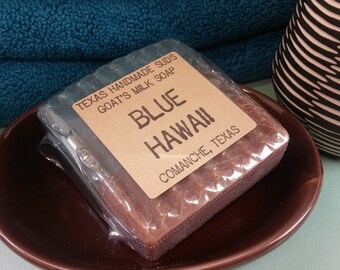 TEXAS HANDMADE SUDS
GOAT'S MILK SOAP
BLUE
HAWAII
COMANCHE, TEXAS